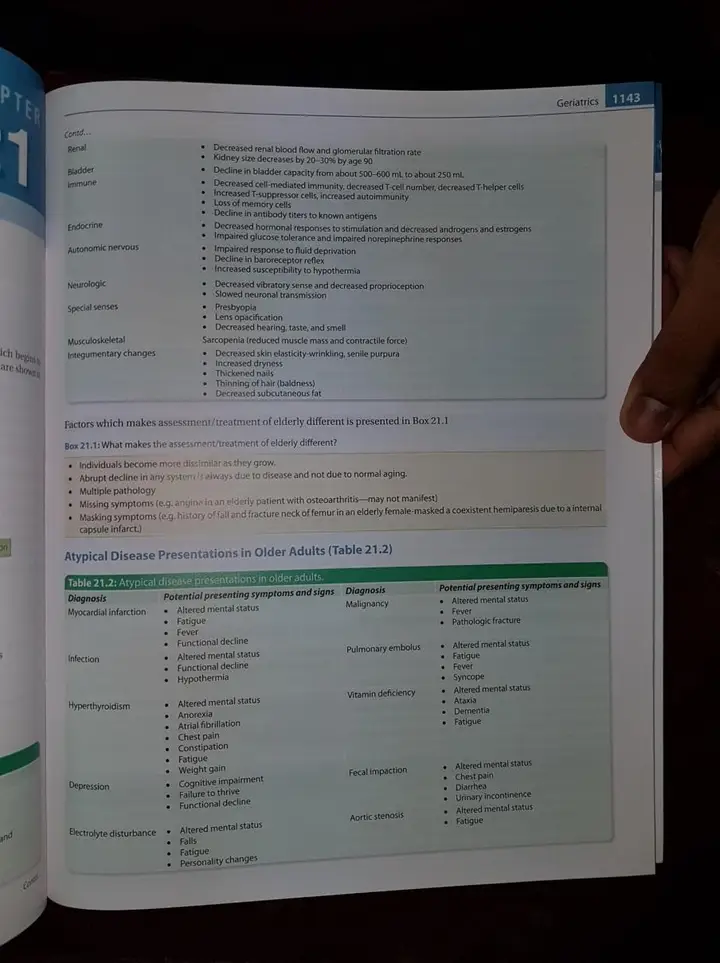 PTER
1
ich begins
are shown
on
s
and
Contd.
Geriatrics 1143
Contd...
Renal • Decreased renal blood flow and glomerular filtration rate
• Kidney size decreases by 20–30% by age 90
Bladder • Decline in bladder capacity from about 500–600 mL to about 250 mL
Immune • Decreased cell-mediated immunity, decreased T-cell number, decreased T-helper cells
• Increased T-suppressor cells, increased autoimmunity
• Loss of memory cells
• Decline in antibody titers to known antigens
Endocrine • Decreased hormonal responses to stimulation and decreased androgens and estrogens
• Impaired glucose tolerance and impaired norepinephrine responses
Autonomic nervous • Impaired response to fluid deprivation
• Decline in baroreceptor reflex
• Increased susceptibility to hypothermia
Neurologic • Decreased vibratory sense and decreased proprioception
• Slowed neuronal transmission
Special senses • Presbyopia
• Lens opacification
• Decreased hearing, taste, and smell
Musculoskeletal Sarcopenia (reduced muscle mass and contractile force)
Integumentary changes • Decreased skin elasticity-wrinkling, senile purpura
• Increased dryness
• Thickened nails
• Thinning of hair (baldness)
• Decreased subcutaneous fat
Factors which makes assessment/treatment of elderly different is presented in Box 21.1
Box 21.1: What makes the assessment/treatment of elderly different?
• Individuals become more dissimilar as they grow.
• Abrupt decline in any system is always due to disease and not due to normal aging.
• Multiple pathology
• Missing symptoms (e.g. angina in an elderly patient with osteoarthritis—may not manifest)
• Masking symptoms (e.g. history of fall and fracture neck of femur in an elderly female-masked a coexistent hemiparesis due to a internal
capsule infarct.)
Atypical Disease Presentations in Older Adults (Table 21.2)
Table 21.2: Atypical disease presentations in older adults.
Diagnosis Potential presenting symptoms and signs
Myocardial infarction • Altered mental status
• Fatigue
• Fever
• Functional decline
Infection • Altered mental status
• Functional decline
• Hypothermia
Hyperthyroidism • Altered mental status
• Anorexia
• Atrial fibrillation
• Chest pain
• Constipation
• Fatigue
• Weight gain
Depression • Cognitive impairment
• Failure to thrive
• Functional decline
Electrolyte disturbance • Altered mental status
• Falls
• Fatigue
• Personality changes
Diagnosis Potential presenting symptoms and signs
Malignancy • Altered mental status
• Fever
• Pathologic fracture
Pulmonary embolus • Altered mental status
• Fatigue
• Fever
• Syncope
Vitamin deficiency • Altered mental status
• Ataxia
• Dementia
• Fatigue
Fecal impaction • Altered mental status
• Chest pain
• Diarrhea
• Urinary incontinence
Aortic stenosis • Altered mental status
• Fatigue